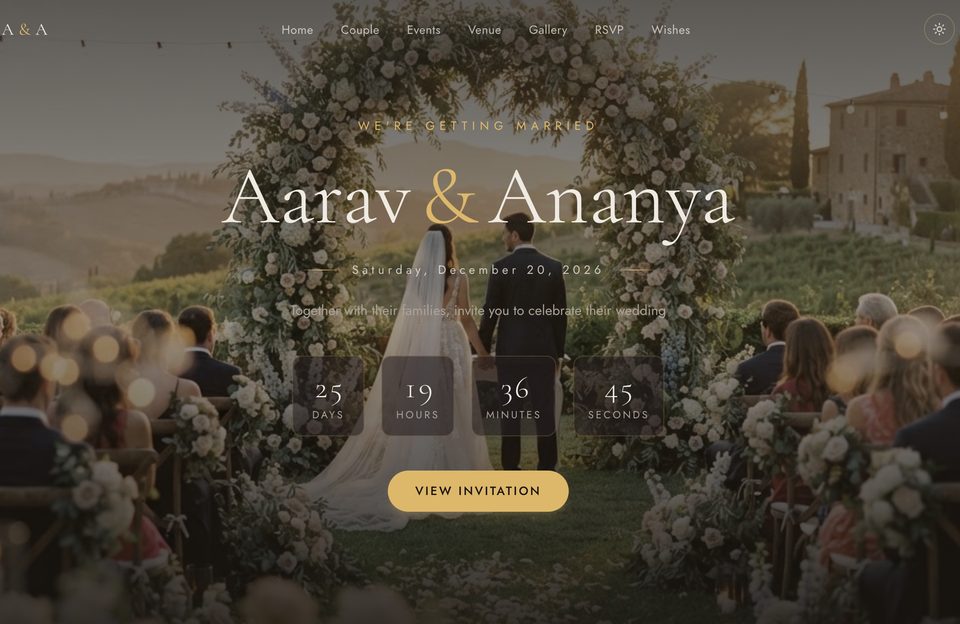 A & A
Home Couple Events Venue Gallery RSVP Wishes
WE'RE GETTING MARRIED
Aarav & Ananya
Saturday, December 20, 2026
Together with their families, invite you to celebrate their wedding
25 19 36 45
DAYS HOURS MINUTES SECONDS
VIEW INVITATION